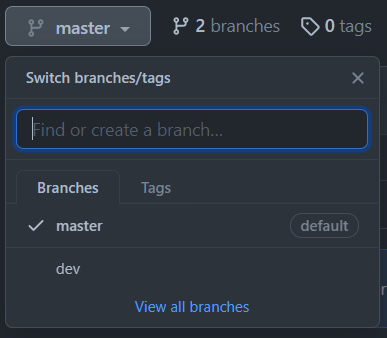 master 2 branches 0 tags
Switch branches/tags
Find or create a branch...
Branches Tags
master default
dev
View all branches